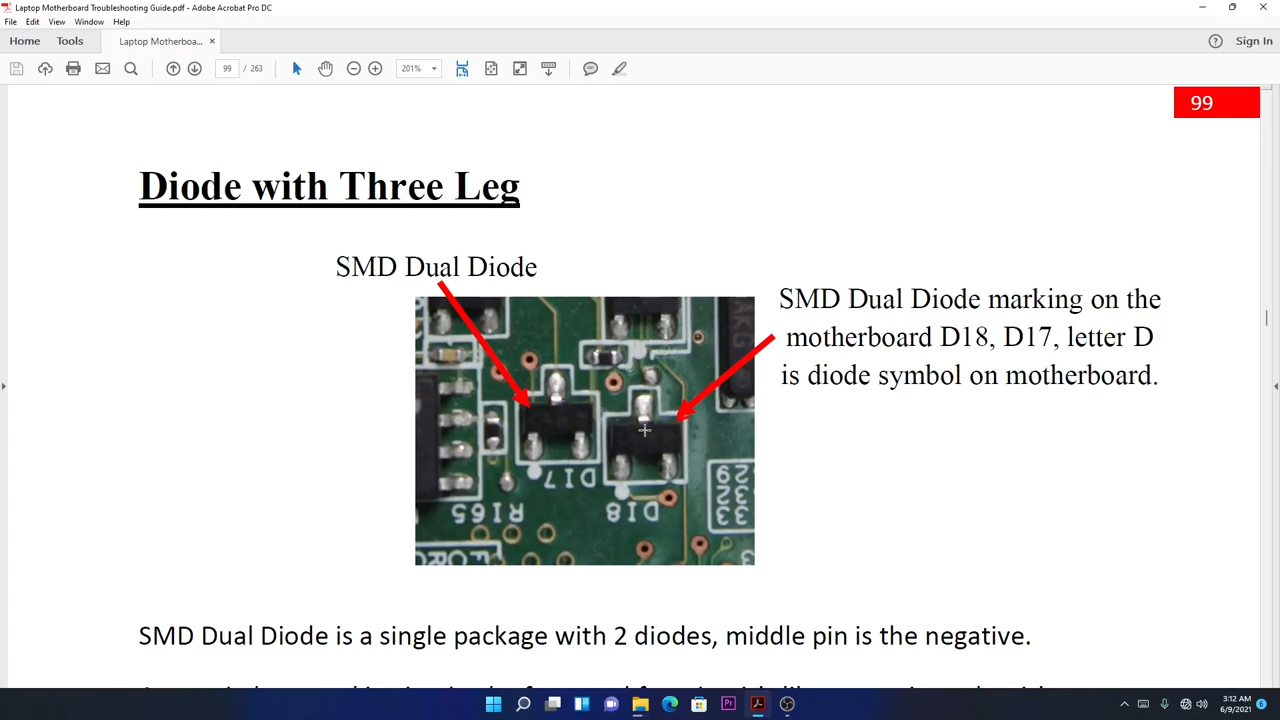 Laptop Motherboard Troubleshooting Guide.pdf - Adobe Acrobat Pro DC
File Edit View Window Help
Home Tools Laptop Motherboa... ×
Sign In
99 / 263 201%
99
Diode with Three Leg
SMD Dual Diode
SMD Dual Diode marking on the
motherboard D18, D17, letter D
is diode symbol on motherboard.
D17
R165
D18
SMD Dual Diode is a single package with 2 diodes, middle pin is the negative.
3:12 AM
6/9/2021